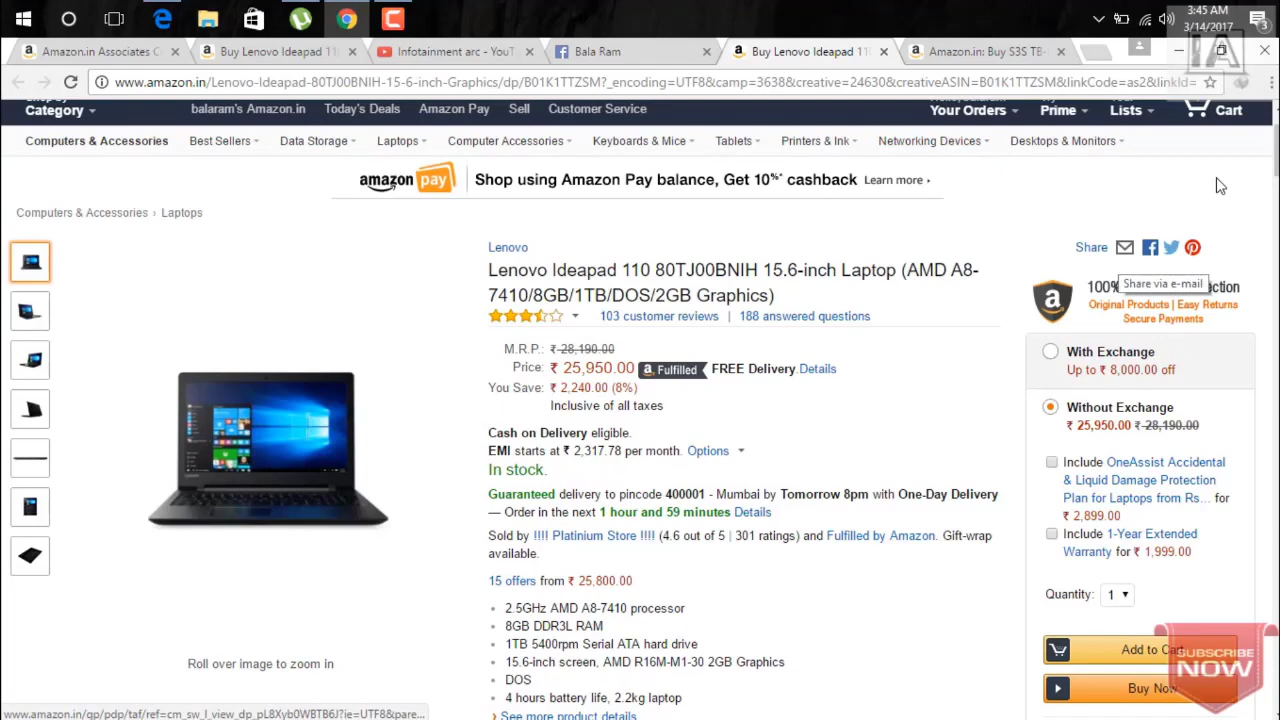 3:45 AM
3/14/2017
3
Amazon.in Associates C
Buy Lenovo Ideapad 11
Infotainment arc - YouT
Bala Ram
Buy Lenovo Ideapad 11
Amazon.in: Buy S3S TB-
IA
www.amazon.in/Lenovo-Ideapad-80TJ00BNIH-15-6-inch-Graphics/dp/B01K1TTZSM?_encoding=UTF8&camp=3638&creative=24630&creativeASIN=B01K1TTZSM&linkCode=as2&linkId=
Category
balaram's Amazon.in
Today's Deals
Amazon Pay
Sell
Customer Service
Your Orders
Prime
Lists
Cart
Computers & Accessories
Best Sellers
Data Storage
Laptops
Computer Accessories
Keyboards & Mice
Tablets
Printers & Ink
Networking Devices
Desktops & Monitors
amazon pay
Shop using Amazon Pay balance, Get 10%* cashback Learn more ›
Computers & Accessories › Laptops
Lenovo
Lenovo Ideapad 110 80TJ00BNIH 15.6-inch Laptop (AMD A8-
7410/8GB/1TB/DOS/2GB Graphics)
103 customer reviews | 188 answered questions
M.R.P.: ₹ 28,190.00
Price: ₹ 25,950.00 a Fulfilled FREE Delivery.Details
You Save: ₹ 2,240.00 (8%)
Inclusive of all taxes
Cash on Delivery eligible.
EMI starts at ₹ 2,317.78 per month. Options
In stock.
Guaranteed delivery to pincode 400001 - Mumbai by Tomorrow 8pm with One-Day Delivery
— Order in the next 1 hour and 59 minutes Details
Sold by !!!! Platinium Store !!!! (4.6 out of 5 | 301 ratings) and Fulfilled by Amazon. Gift-wrap
available.
15 offers from ₹ 25,800.00
• 2.5GHz AMD A8-7410 processor
• 8GB DDR3L RAM
• 1TB 5400rpm Serial ATA hard drive
• 15.6-inch screen, AMD R16M-M1-30 2GB Graphics
• DOS
• 4 hours battery life, 2.2kg laptop
› See more product details
Roll over image to zoom in
Share
Share via e-mail
100%
Original Products | Easy Returns
Secure Payments
With Exchange
Up to ₹ 8,000.00 off
Without Exchange
₹ 25,950.00 ₹ 28,190.00
Include OneAssist Accidental
& Liquid Damage Protection
Plan for Laptops from Rs... for
₹ 2,899.00
Include 1-Year Extended
Warranty for ₹ 1,999.00
Quantity: 1
Add to Cart
Buy Now
SUBSCRIBE
NOW
www.amazon.in/gp/pdp/taf/ref=cm_sw_l_view_dp_pL8Xyb0WBTB6J?ie=UTF8&pare...